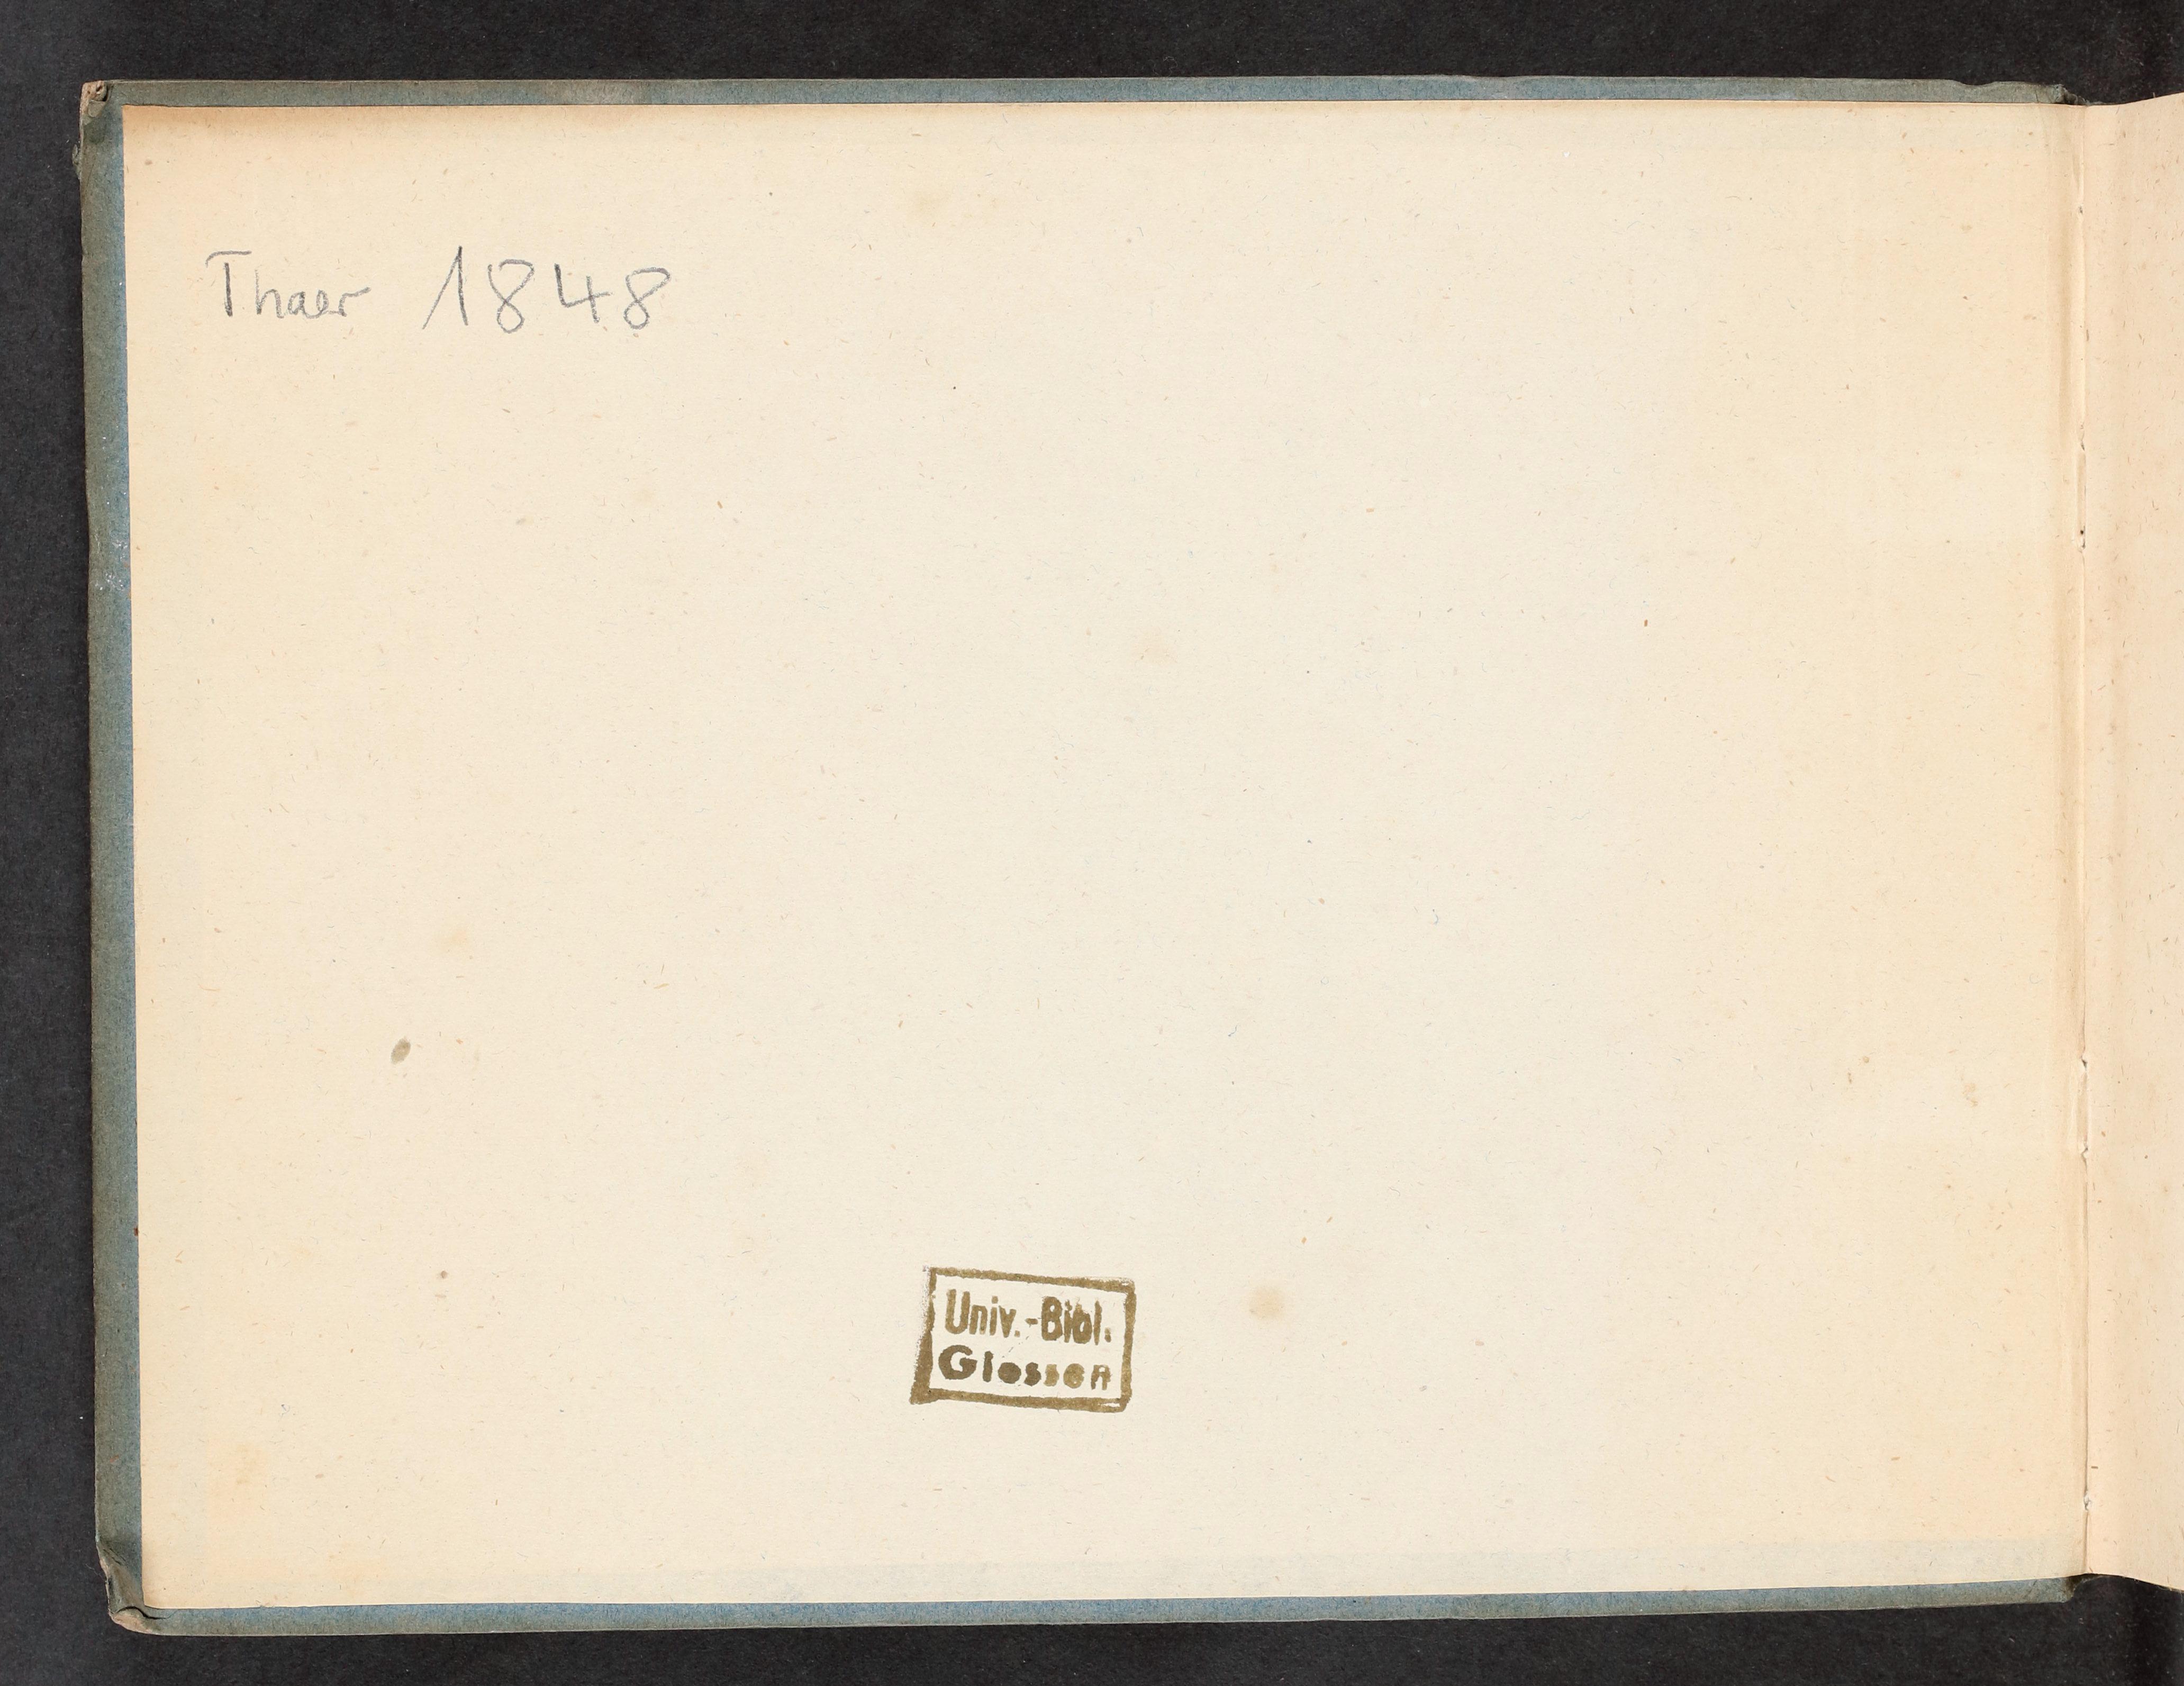 Thaer 1848
Univ.-Bibl.
Giessen